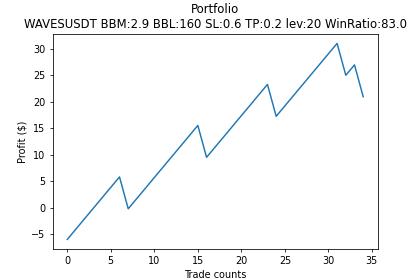 Portfolio
WAVESUSDT BBM:2.9 BBL:160 SL:0.6 TP:0.2 lev:20 WinRatio:83.0
30
25
20
15
10
5
0
−5
Profit ($)
0 5 10 15 20 25 30 35
Trade counts